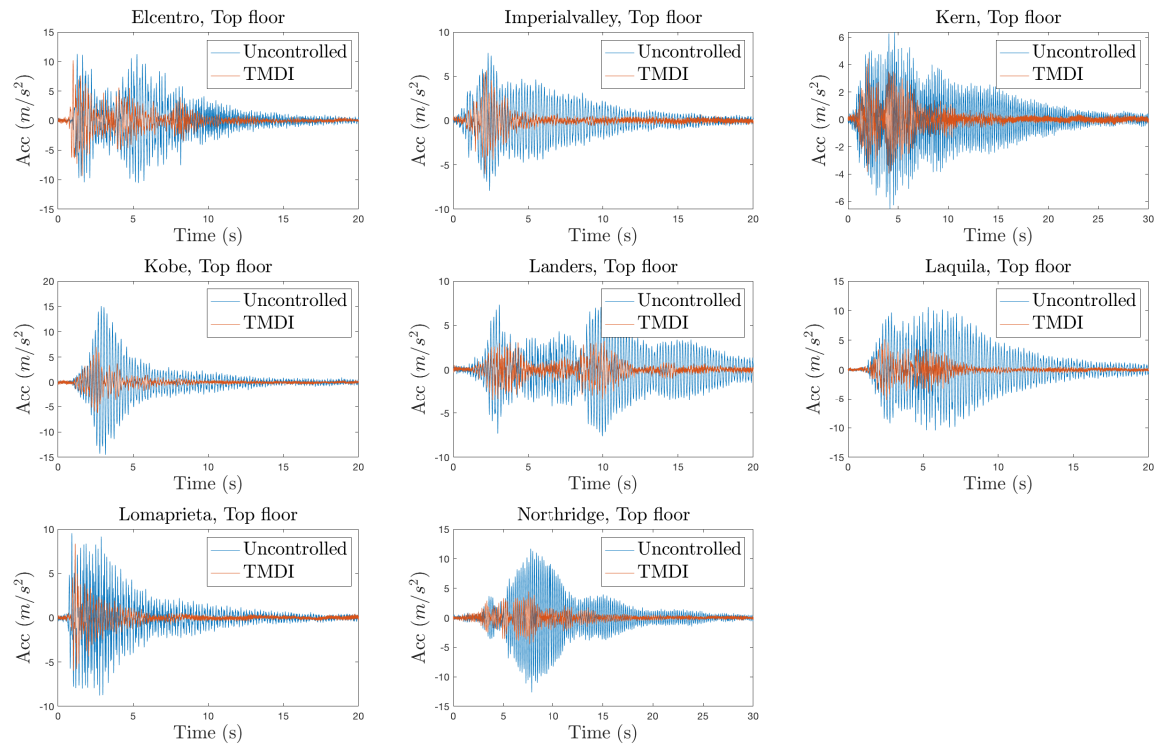 Elcentro, Top floor
15
10
5
0
-5
-10
-15
Acc (m/s²)
Uncontrolled
TMDI
0 5 10 15 20
Time (s)
Imperialvalley, Top floor
10
5
0
-5
-10
Acc (m/s²)
Uncontrolled
TMDI
0 5 10 15 20
Time (s)
Kern, Top floor
6
4
2
0
-2
-4
-6
Acc (m/s²)
Uncontrolled
TMDI
0 5 10 15 20 25 30
Time (s)
Kobe, Top floor
20
15
10
5
0
-5
-10
-15
Acc (m/s²)
Uncontrolled
TMDI
0 5 10 15 20
Time (s)
Landers, Top floor
10
5
0
-5
-10
Acc (m/s²)
Uncontrolled
TMDI
0 5 10 15 20
Time (s)
Laquila, Top floor
15
10
5
0
-5
-10
-15
Acc (m/s²)
Uncontrolled
TMDI
0 5 10 15 20
Time (s)
Lomaprieta, Top floor
10
5
0
-5
-10
Acc (m/s²)
Uncontrolled
TMDI
0 5 10 15 20
Time (s)
Northridge, Top floor
15
10
5
0
-5
-10
-15
Acc (m/s²)
Uncontrolled
TMDI
0 5 10 15 20 25 30
Time (s)